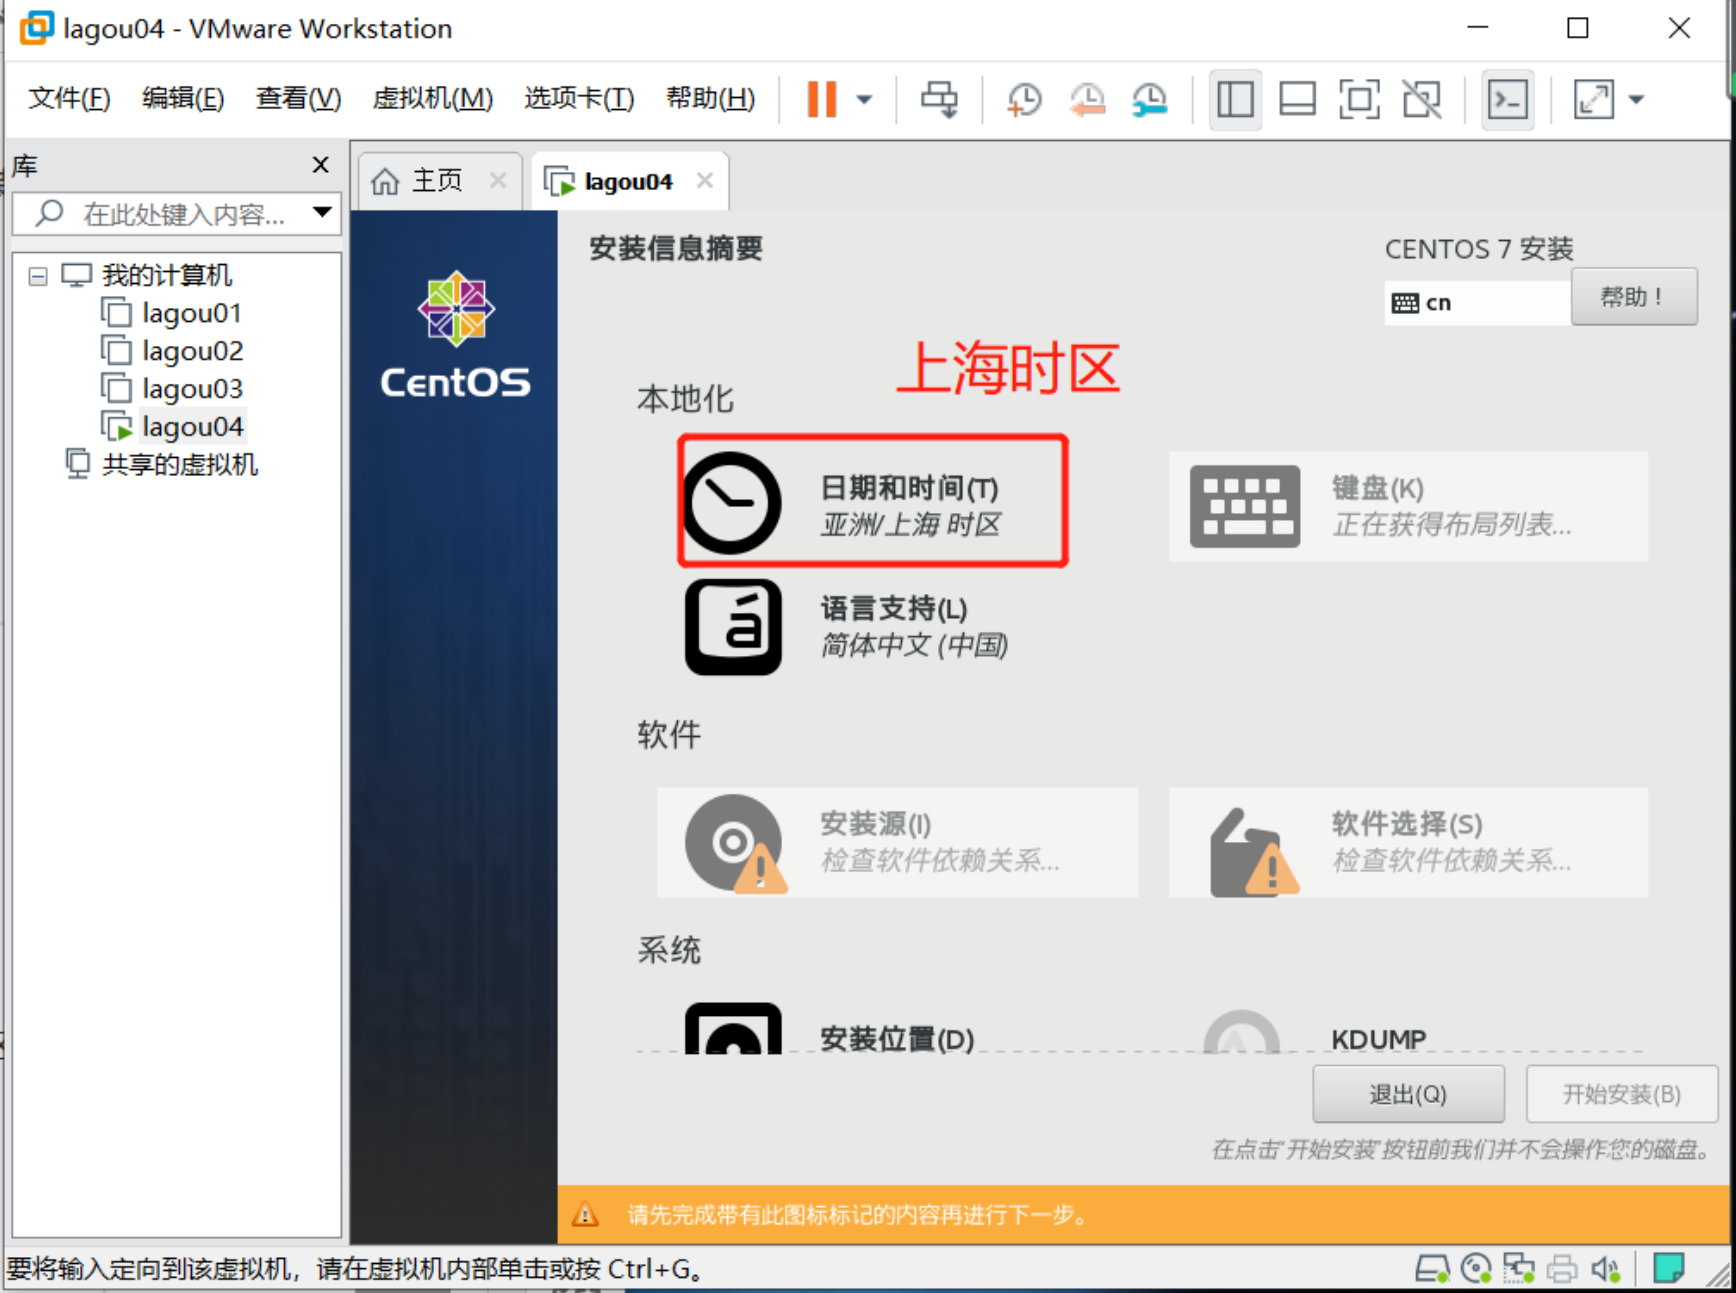 lagou04 - VMware Workstation
文件(F) 编辑(E) 查看(V) 虚拟机(M) 选项卡(T) 帮助(H)
库
在此处键入内容...
我的计算机
lagou01
lagou02
lagou03
lagou04
共享的虚拟机
主页
lagou04
CentOS
安装信息摘要
CENTOS 7 安装
cn
帮助！
上海时区
本地化
日期和时间(T)
亚洲/上海 时区
键盘(K)
正在获得布局列表...
语言支持(L)
简体中文 (中国)
软件
安装源(I)
检查软件依赖关系...
软件选择(S)
检查软件依赖关系...
系统
安装位置(D)
KDUMP
退出(Q)
开始安装(B)
在点击"开始安装"按钮前我们并不会操作您的磁盘。
请先完成带有此图标标记的内容再进行下一步。
要将输入定向到该虚拟机，请在虚拟机内部单击或按 Ctrl+G。